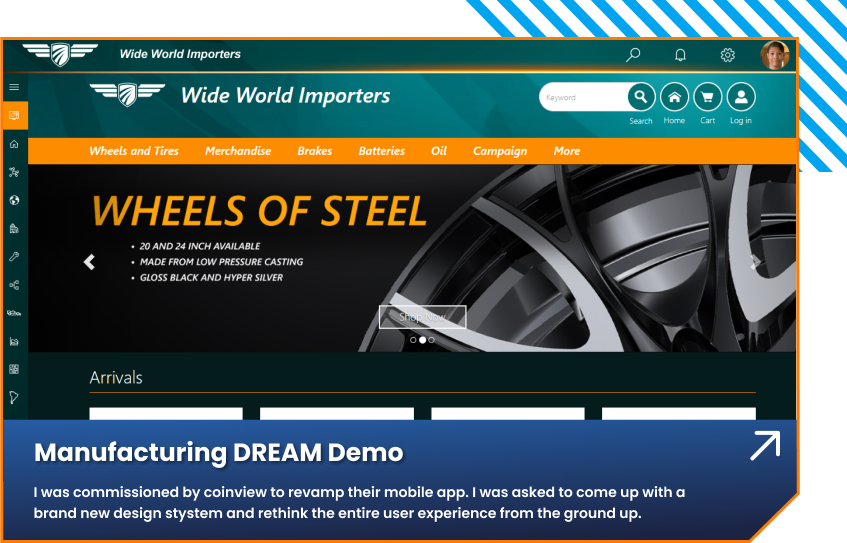 Wide World Importers
Wide World Importers
Keyword
Search Home Cart Log in
Wheels and Tires Merchandise Brakes Batteries Oil Campaign More
WHEELS OF STEEL
• 20 AND 24 INCH AVAILABLE
• MADE FROM LOW PRESSURE CASTING
• GLOSS BLACK AND HYPER SILVER
Shop Now
Arrivals
Manufacturing DREAM Demo
I was commissioned by coinview to revamp their mobile app. I was asked to come up with a
brand new design stystem and rethink the entire user experience from the ground up.